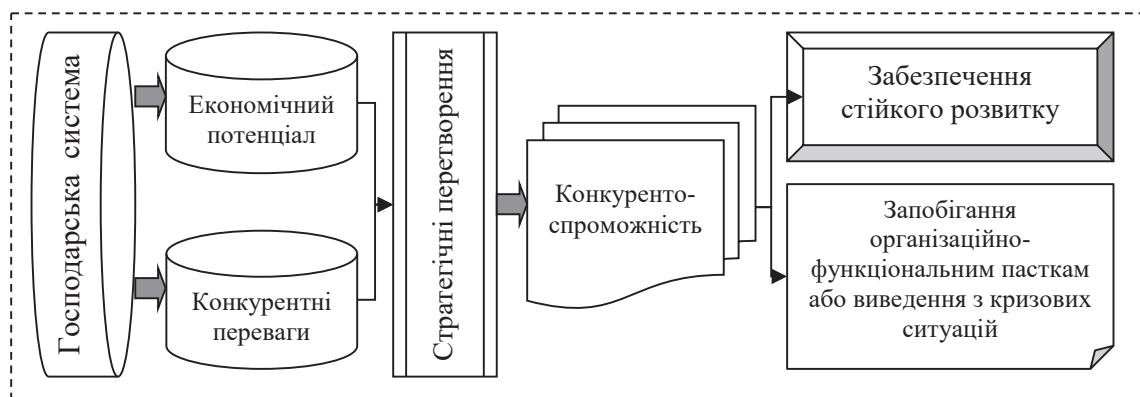 Господарська система
Економічний
потенціал
Конкурентні
переваги
Стратегічні перетворення
Конкуренто-
спроможність
Забезпечення
стійкого розвитку
Запобігання
організаційно-
функціональним пасткам
або виведення з кризових
ситуацій